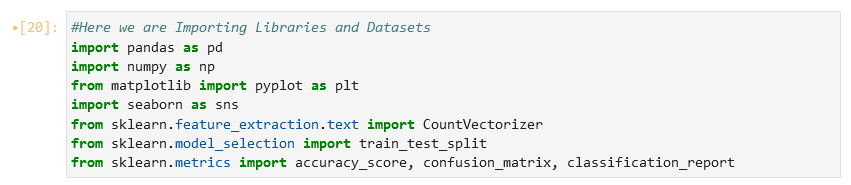 •[20]: #Here we are Importing Libraries and Datasets
import pandas as pd
import numpy as np
from matplotlib import pyplot as plt
import seaborn as sns
from sklearn.feature_extraction.text import CountVectorizer
from sklearn.model_selection import train_test_split
from sklearn.metrics import accuracy_score, confusion_matrix, classification_report